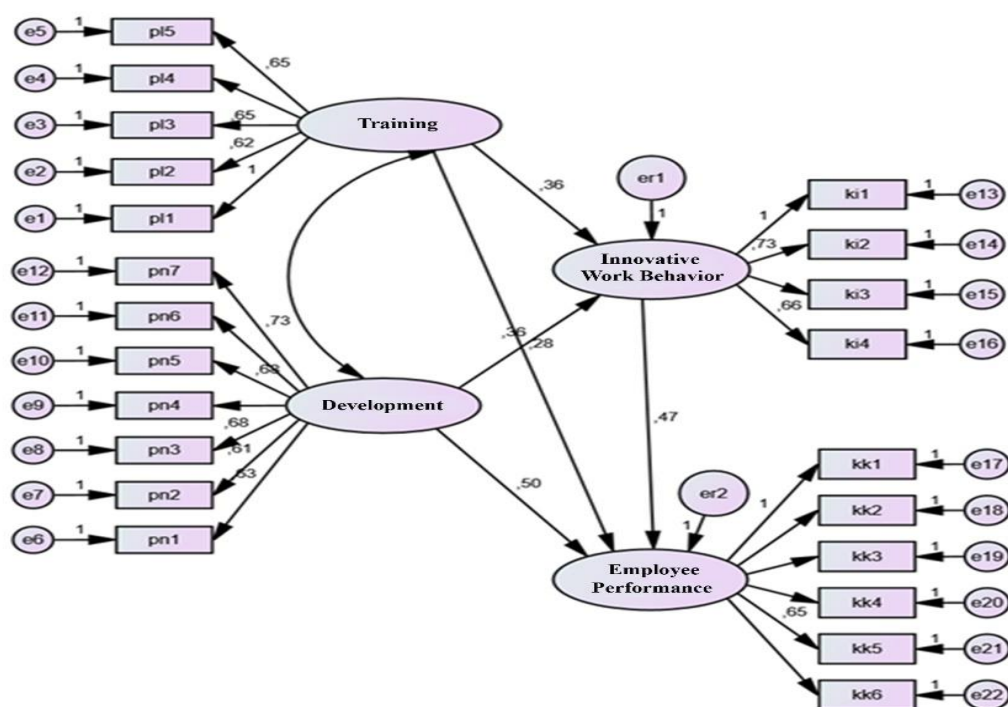 e5
1
pl5
e4
1
pl4
e3
1
pl3
e2
1
pl2
e1
1
pl1
,65
,65
,62
1
Training
e12
1
pn7
e11
1
pn6
e10
1
pn5
e9
1
pn4
e8
1
pn3
e7
1
pn2
e6
1
pn1
,73
,68
,61
Development
,36
,36
,28
,50
,47
er1
1
Innovative
Work Behavior
1
,73
,66
ki1
1
e13
ki2
1
e14
ki3
1
e15
ki4
1
e16
er2
1
Employee
Performance
1
,65
kk1
1
e17
kk2
1
e18
kk3
1
e19
kk4
1
e20
kk5
1
e21
kk6
1
e22